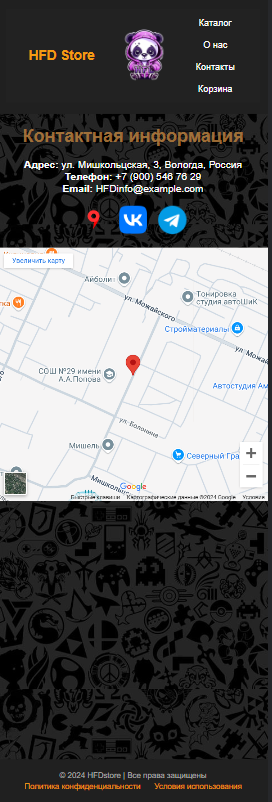 HFD Store
Каталог
О нас
Контакты
Корзина
Контактная информация
Адрес: ул. Мишкольцская, 3, Вологда, Россия
Телефон: +7 (900) 546 76 29
Email: HFDinfo@example.com
Увеличить карту
Айболит
ул. Можайского
Тонировка
студия автоШиК
Стройматериалы
ул. Можайского
СОШ №29 имени
А.А.Попова
Автостудия Ам
ул. Болонина
Мишель
Северный Гра
Мишкольц
Google
Быстрые клавиши
Картографические данные ©2024 Google
Условия
© 2024 HFDstore | Все права защищены
Политика конфиденциальности
Условия использования